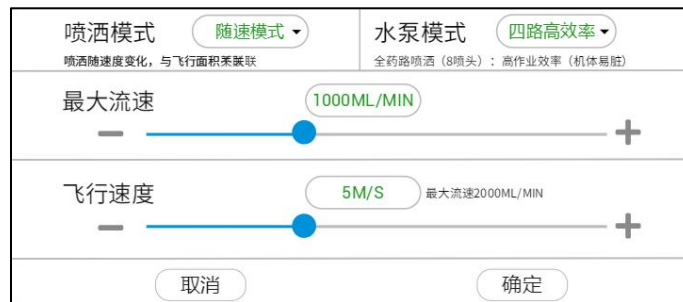 喷洒模式 随速模式 水泵模式 四路高效率
喷洒随速度变化，与飞行面积关联
全药路喷洒（8喷头）：高作业效率（机体易脏）
最大流速 1000ML/MIN
飞行速度 5M/S 最大流速2000ML/MIN
取消 确定